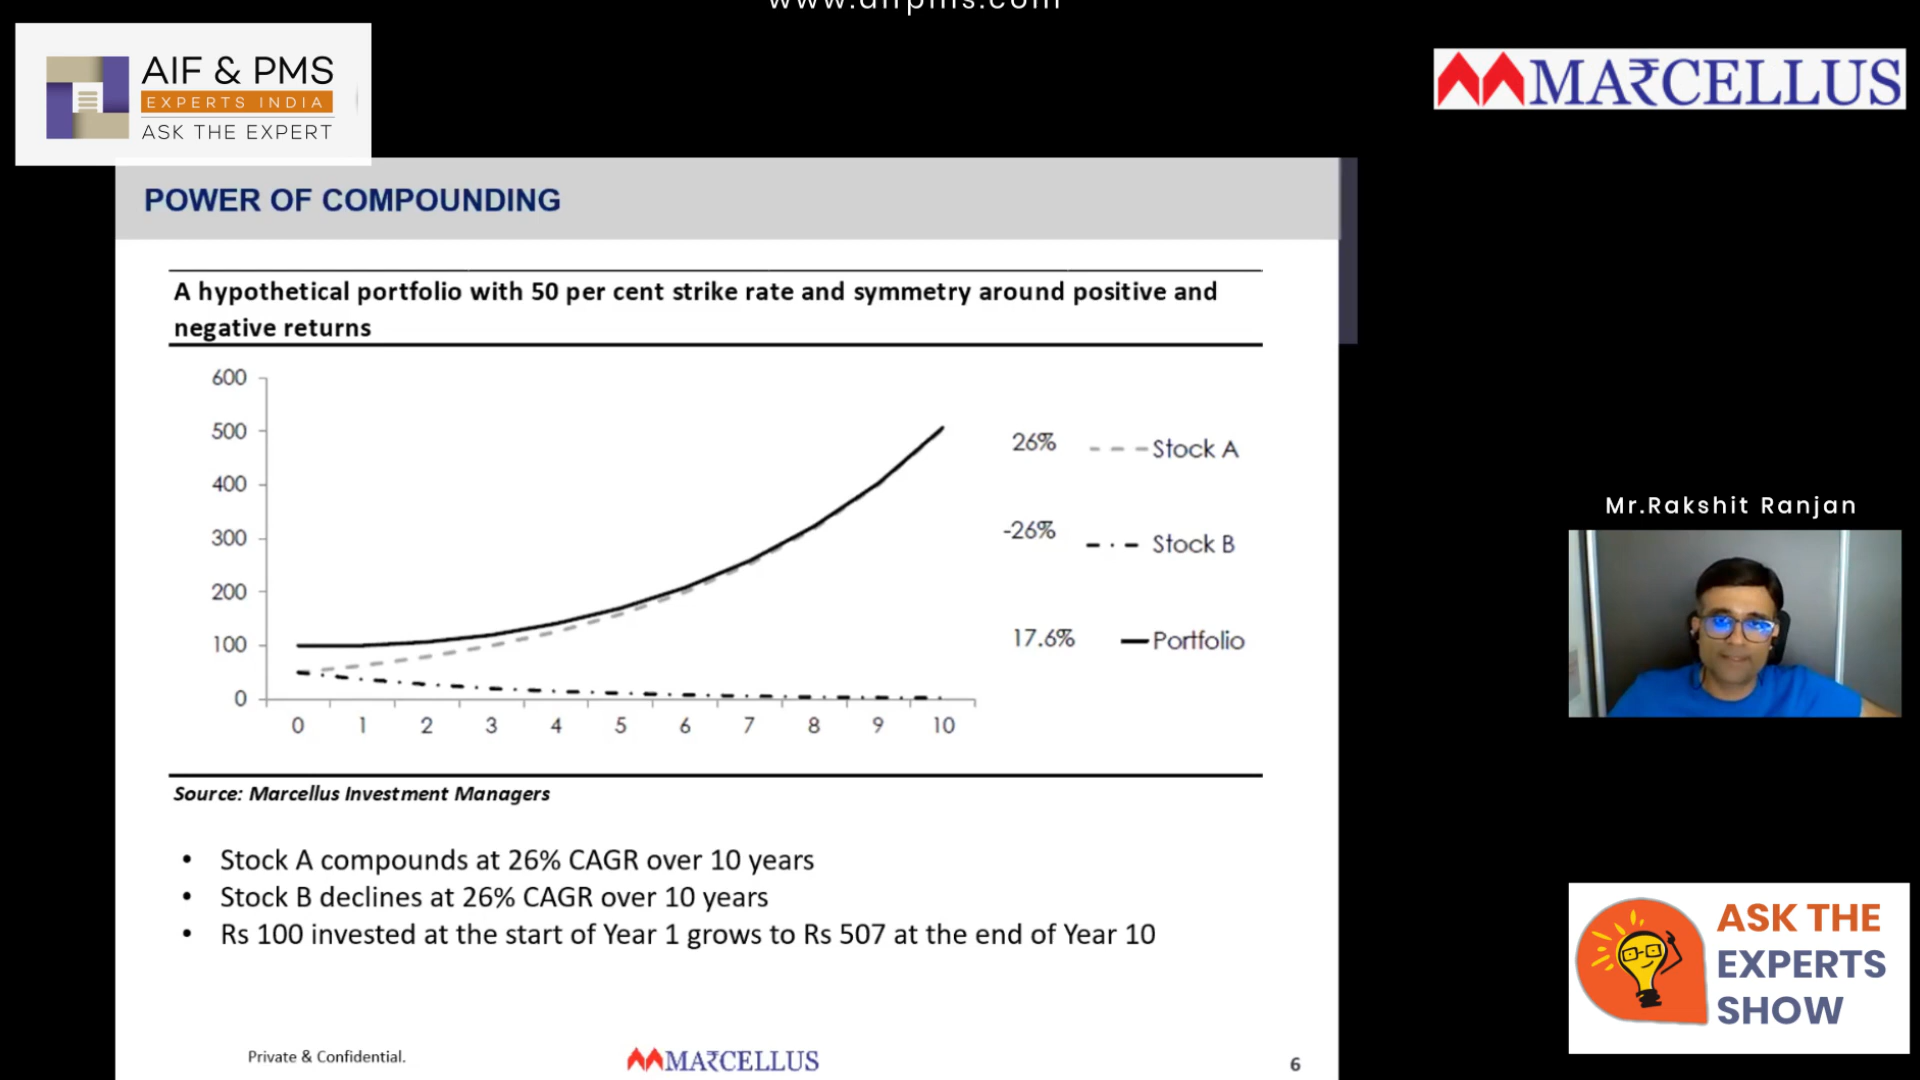 www.aifpms.com
AIF & PMS
EXPERTS INDIA
ASK THE EXPERT
MARCELLUS
POWER OF COMPOUNDING
A hypothetical portfolio with 50 per cent strike rate and symmetry around positive and
negative returns
600
500
400
300
200
100
0
0 1 2 3 4 5 6 7 8 9 10
26% Stock A
-26% Stock B
17.6% Portfolio
Source: Marcellus Investment Managers
• Stock A compounds at 26% CAGR over 10 years
• Stock B declines at 26% CAGR over 10 years
• Rs 100 invested at the start of Year 1 grows to Rs 507 at the end of Year 10
Private & Confidential.
MARCELLUS
6
Mr.Rakshit Ranjan
ASK THE
EXPERTS
SHOW